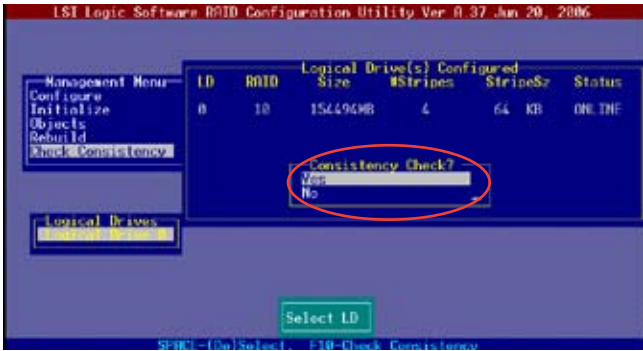 LSI Logic Software RAID Configuration Utility Ver A.37 Jun 20, 2006
Management Menu
Configure
Initialize
Objects
Rebuild
Check Consistency
Logical Drive(s) Configured
LD RAID Size #Stripes StripeSz Status
0 10 154494MB 4 64 KB ONLINE
Consistency Check?
Yes
No
Logical Drives
Logical Drive 0
Select LD
SPACE-(De)Select, F10-Check Consistency